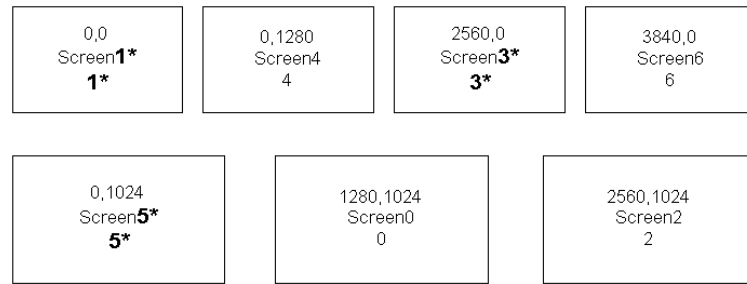 0,0
Screen1*
1*
0,1280
Screen4
4
2560,0
Screen3*
3*
3840,0
Screen6
6
0,1024
Screen5*
5*
1280,1024
Screen0
0
2560,1024
Screen2
2